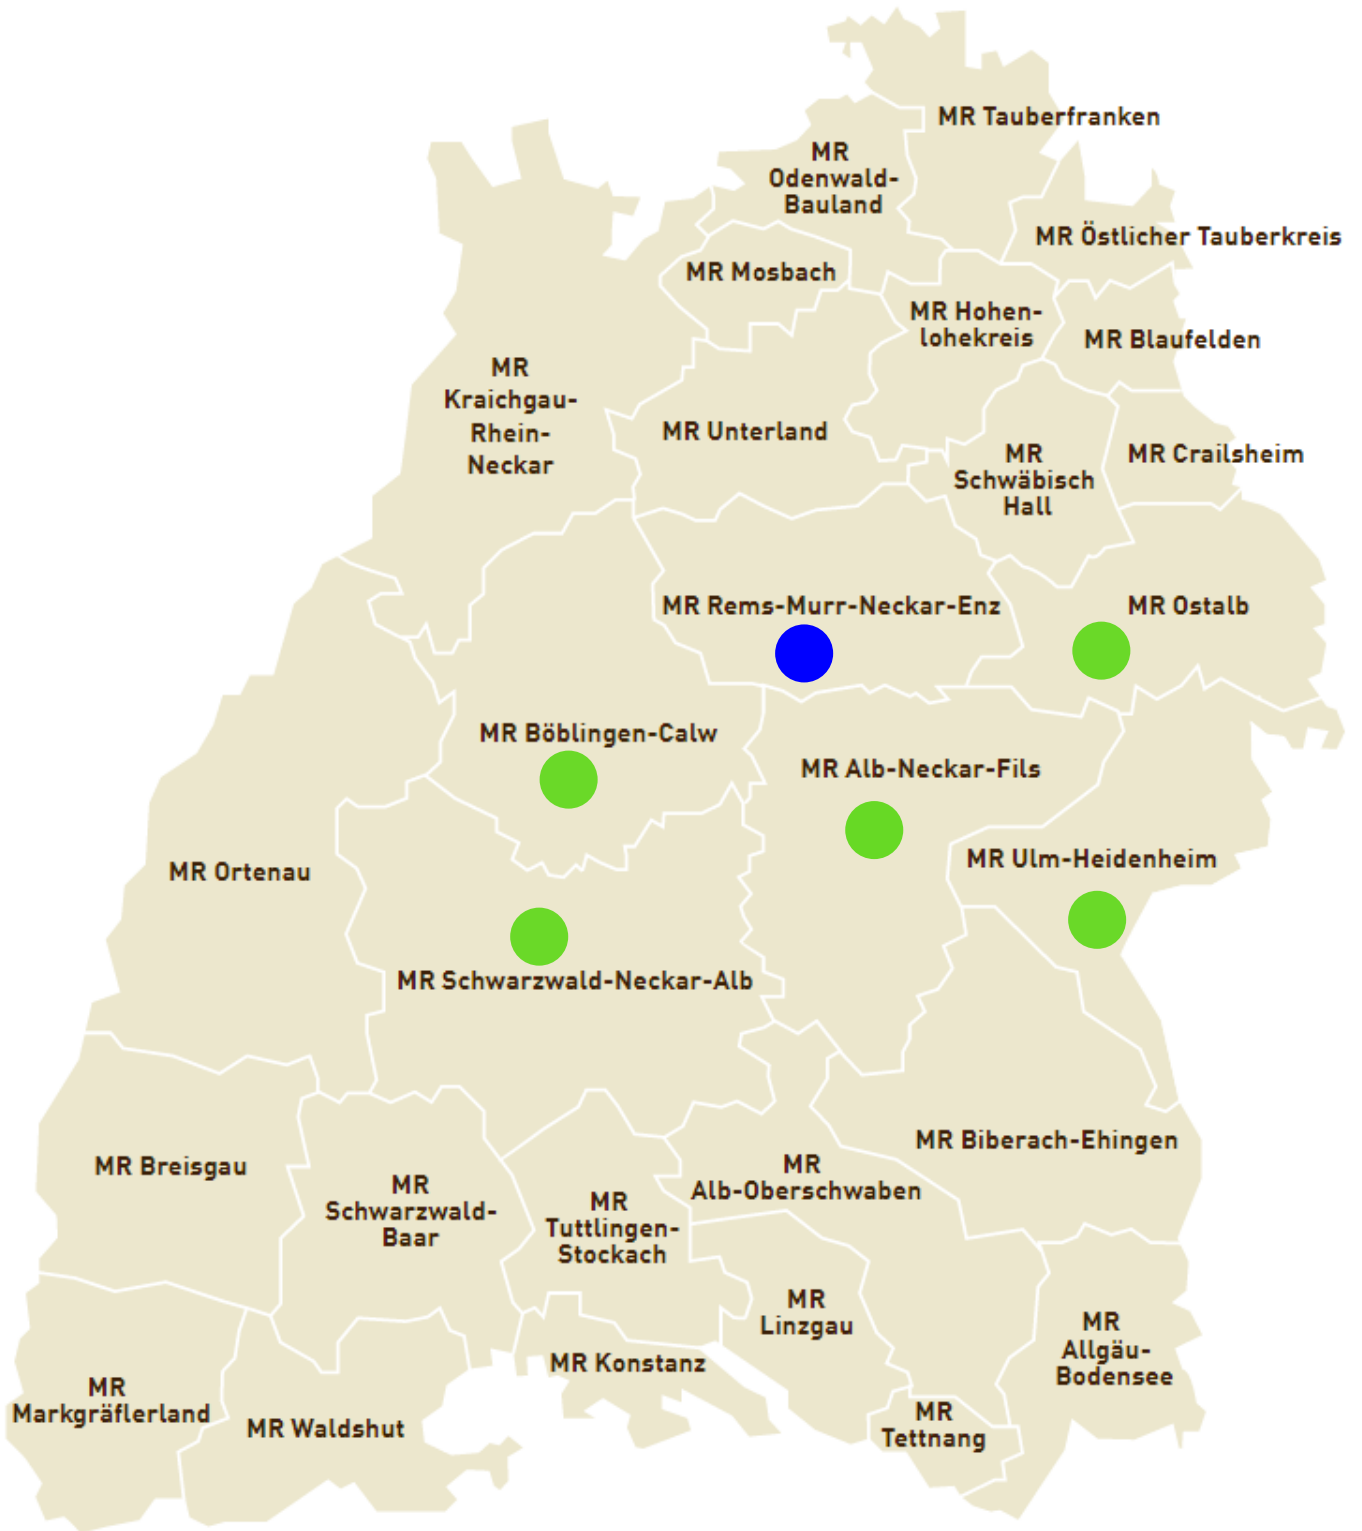 MR Tauberfranken
MR
Odenwald-
Bauland
MR Östlicher Tauberkreis
MR Mosbach
MR Hohen-
lohekreis
MR Blaufelden
MR
Kraichgau-
Rhein-
Neckar
MR Unterland
MR
Schwäbisch
Hall
MR Crailsheim
MR Rems-Murr-Neckar-Enz
MR Ostalb
MR Böblingen-Calw
MR Alb-Neckar-Fils
MR Ulm-Heidenheim
MR Ortenau
MR Schwarzwald-Neckar-Alb
MR Biberach-Ehingen
MR Breisgau
MR
Alb-Oberschwaben
MR
Schwarzwald-
Baar
MR
Tuttlingen-
Stockach
MR
Linzgau
MR
Allgäu-
Bodensee
MR Konstanz
MR
Markgräflerland
MR Waldshut
MR
Tettnang